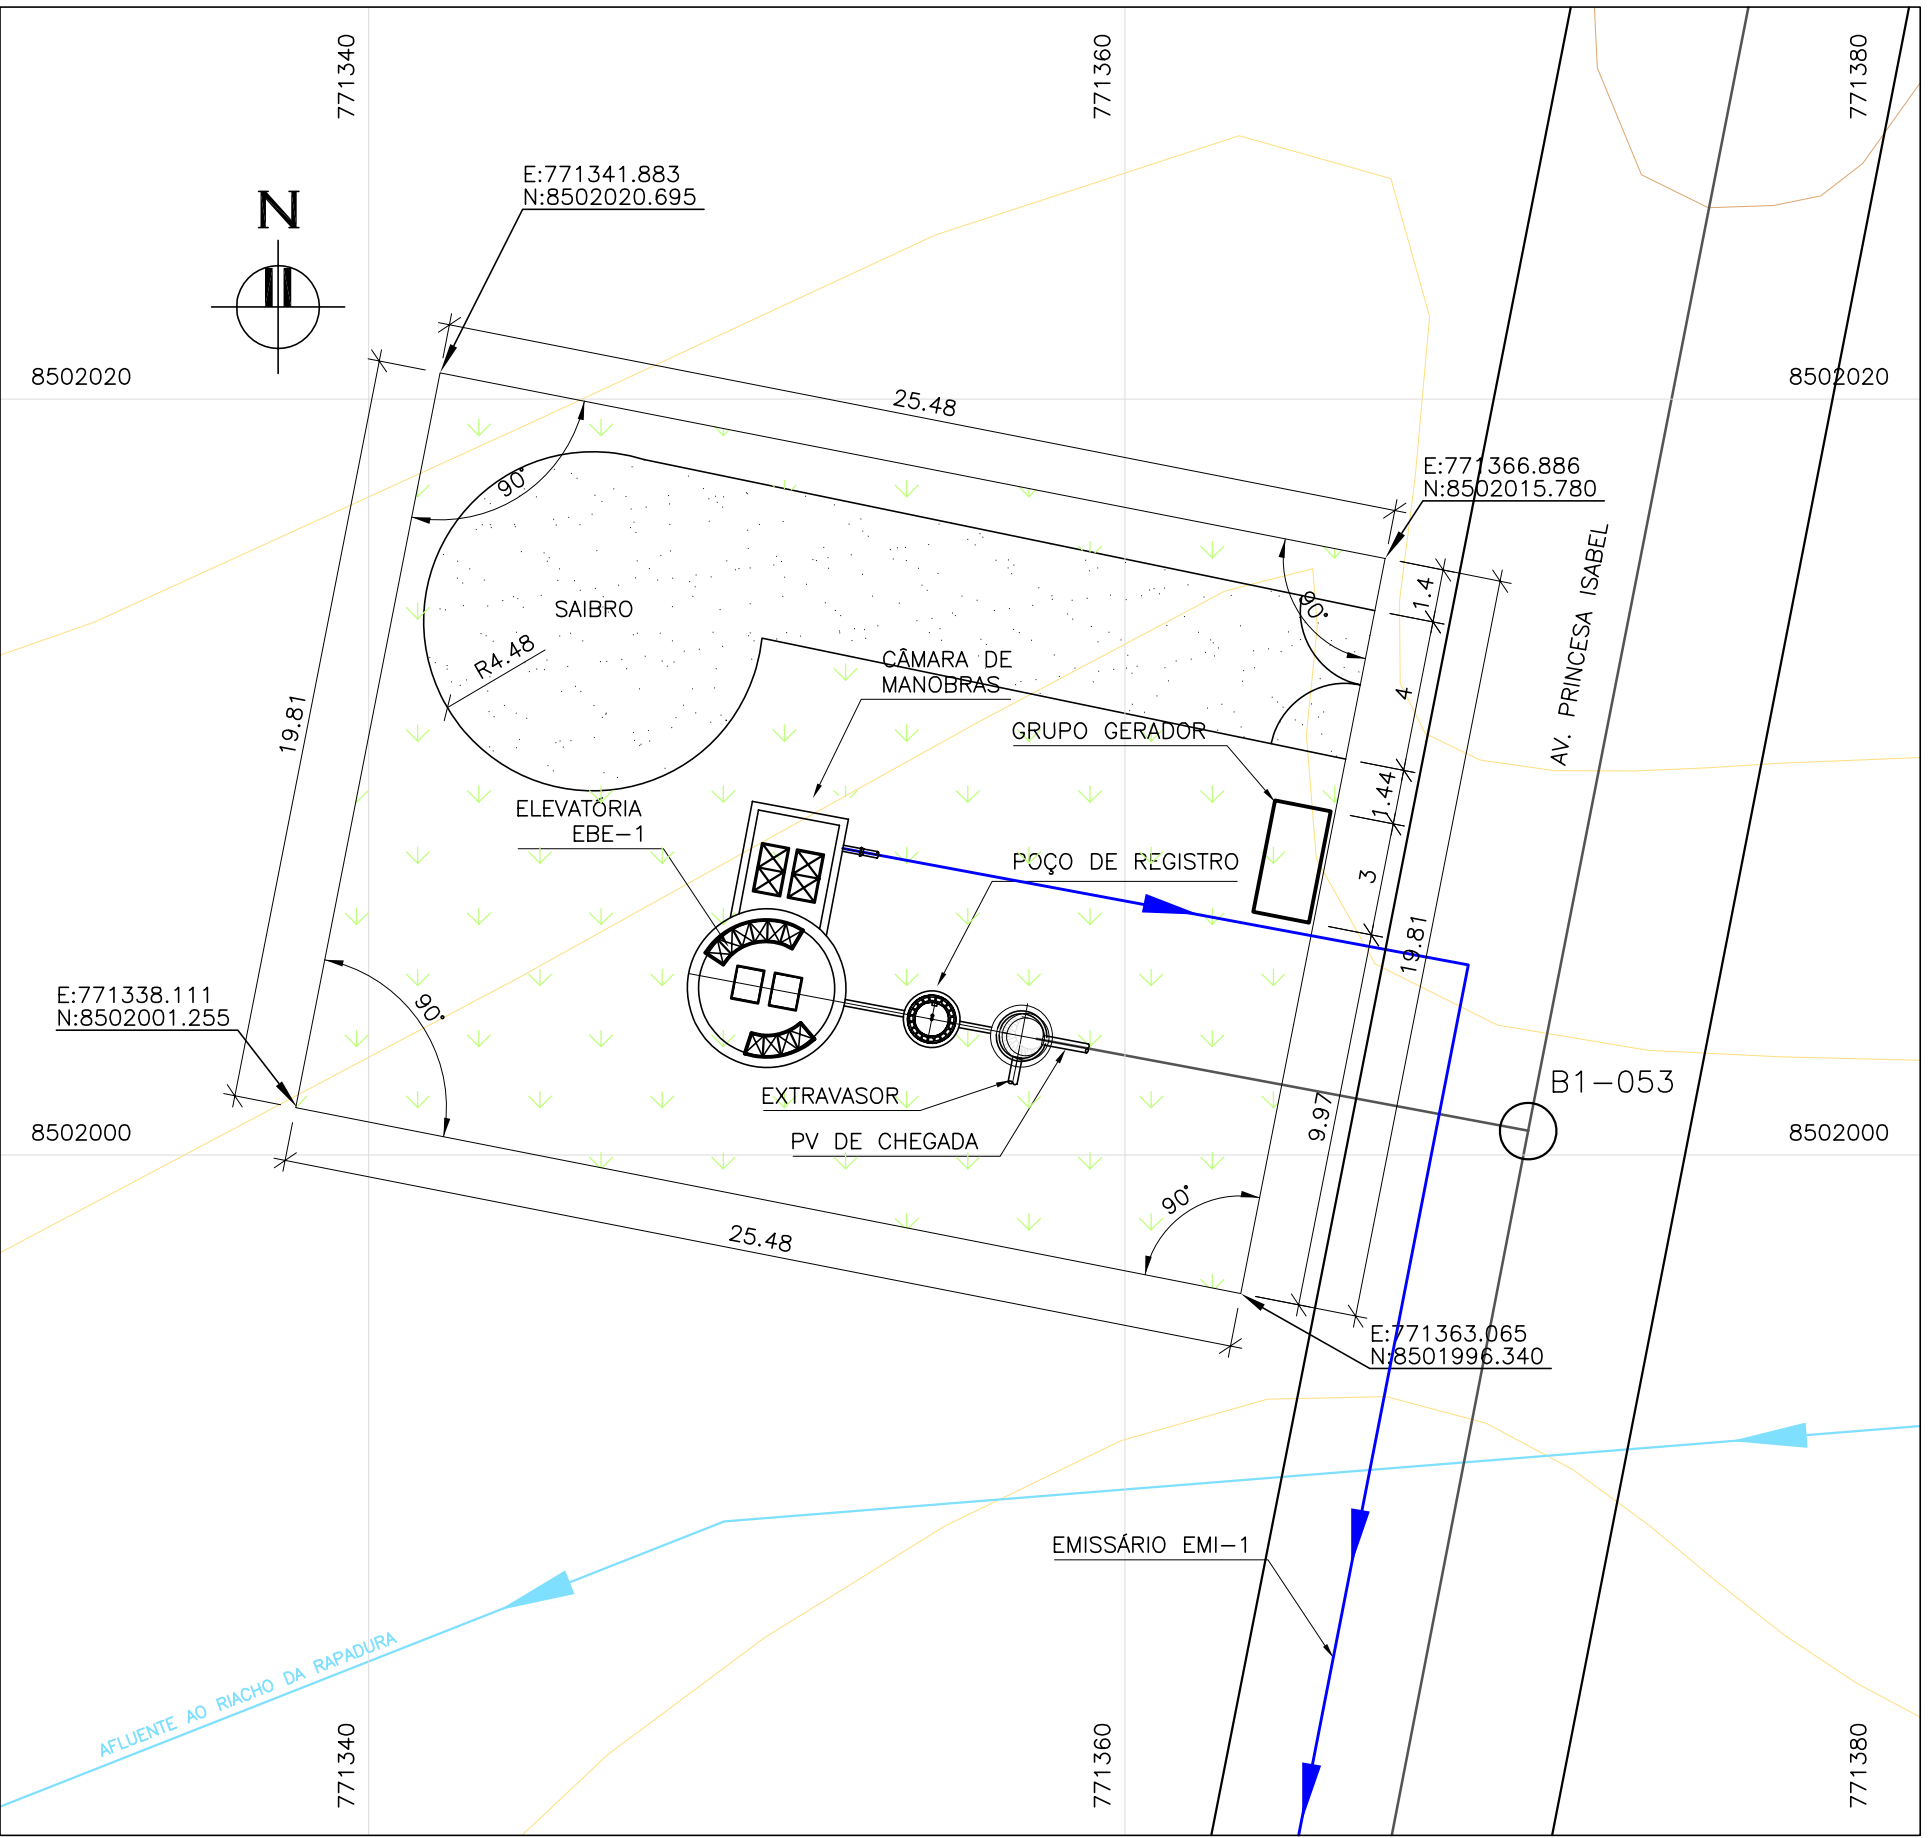 771340
771360
771380
E:771341.883
N:8502020.695
N
8502020
8502020
25.48
E:771366.886
N:8502015.780
90°
90°
1.4
SAIBRO
R4.48
AV. PRINCESA ISABEL
CÂMARA DE
MANOBRAS
4
19.81
GRUPO GERADOR
1.44
ELEVATÓRIA
EBE-1
POÇO DE REGISTRO
3
19.81
E:771338.111
N:8502001.255
90°
B1-053
EXTRAVASOR
9.97
8502000
PV DE CHEGADA
8502000
90°
25.48
E:771363.065
N:8501996.340
EMISSÁRIO EMI-1
AFLUENTE AO RIACHO DA RAPADURA
771340
771360
771380